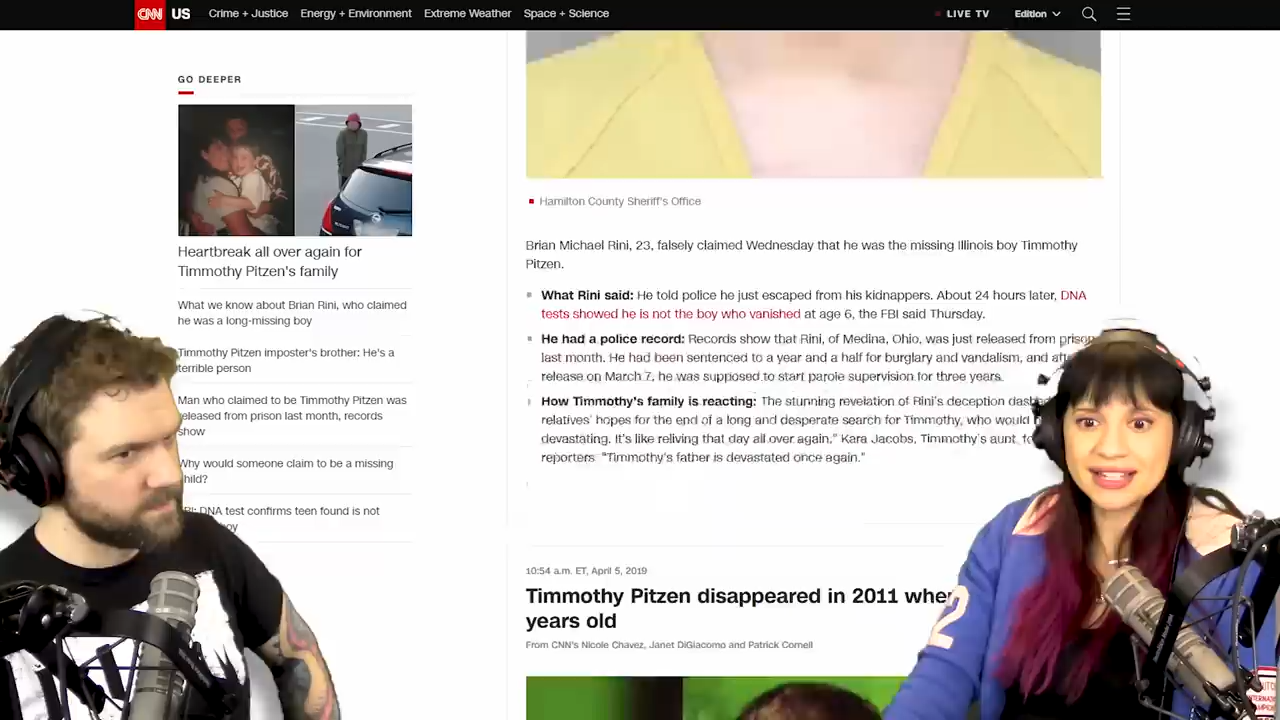 CNN US Crime + Justice Energy + Environment Extreme Weather Space + Science LIVE TV Edition
GO DEEPER
Heartbreak all over again for
Timmothy Pitzen's family
What we know about Brian Rini, who claimed
he was a long-missing boy
Timmothy Pitzen imposter's brother: He's a
terrible person
Man who claimed to be Timmothy Pitzen was
released from prison last month, records
show
Why would someone claim to be a missing
child?
FBI: DNA test confirms teen found is not
boy
Hamilton County Sheriff's Office
Brian Michael Rini, 23, falsely claimed Wednesday that he was the missing Illinois boy Timmothy
Pitzen.
What Rini said: He told police he just escaped from his kidnappers. About 24 hours later, DNA
tests showed he is not the boy who vanished at age 6, the FBI said Thursday.
He had a police record: Records show that Rini, of Medina, Ohio, was just released from prison
last month. He had been sentenced to a year and a half for burglary and vandalism, and after
release on March 7, he was supposed to start parole supervision for three years.
How Timmothy's family is reacting: The stunning revelation of Rini's deception dashed
relatives' hopes for the end of a long and desperate search for Timmothy, who would
devastating. It's like reliving that day all over again," Kara Jacobs, Timmothy's aunt, to
reporters. "Timmothy's father is devastated once again."
10:54 a.m. ET, April 5, 2019
Timmothy Pitzen disappeared in 2011 when
years old
From CNN's Nicole Chavez, Janet DiGiacomo and Patrick Cornell